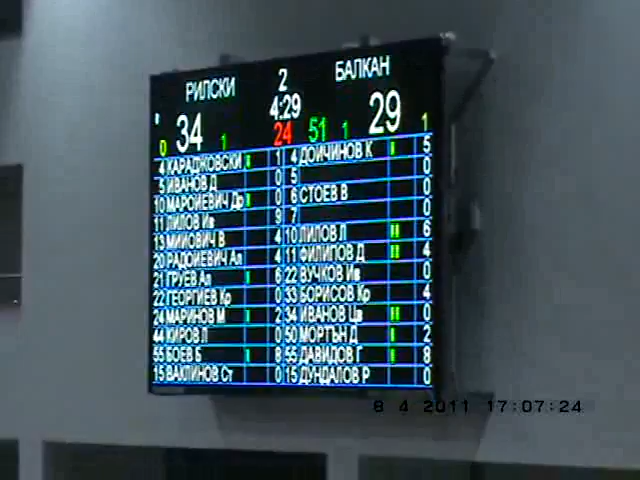 РИЛСКИ 2 БАЛКАН
4:29
34 29
0 1 24 51 1 1
4 КАРАДЖОВСКИ 1 4 ДОЙЧИНОВ К 5
5 ИВАНОВ Д 0 5 0
10 МАРОЙЕВИЧ Др 0 6 СТОЕВ В 0
11 ЛИЛОВ Ив 9 7 0
13 МИЙОВИЧ В 4 10 ЛИЛОВ Л 6
20 РАДОЙЕВИЧ Ал 4 11 ФИЛИПОВ Д 4
21 ГРУЕВ Ал 6 22 ВУЧКОВ Ив 0
22 ГЕОРГИЕВ Кр 0 33 БОРИСОВ Кр 4
24 МАРИНОВ М 2 34 ИВАНОВ Цв 0
44 КИРОВ Л 0 50 МОРТЪН Д 2
55 БОЕВ Б 8 55 ДАВИДОВ Г 8
15 ВАКЛИНОВ Ст 0 15 ДУНДАЛОВ Р 0
8 4 2011 17:07:24